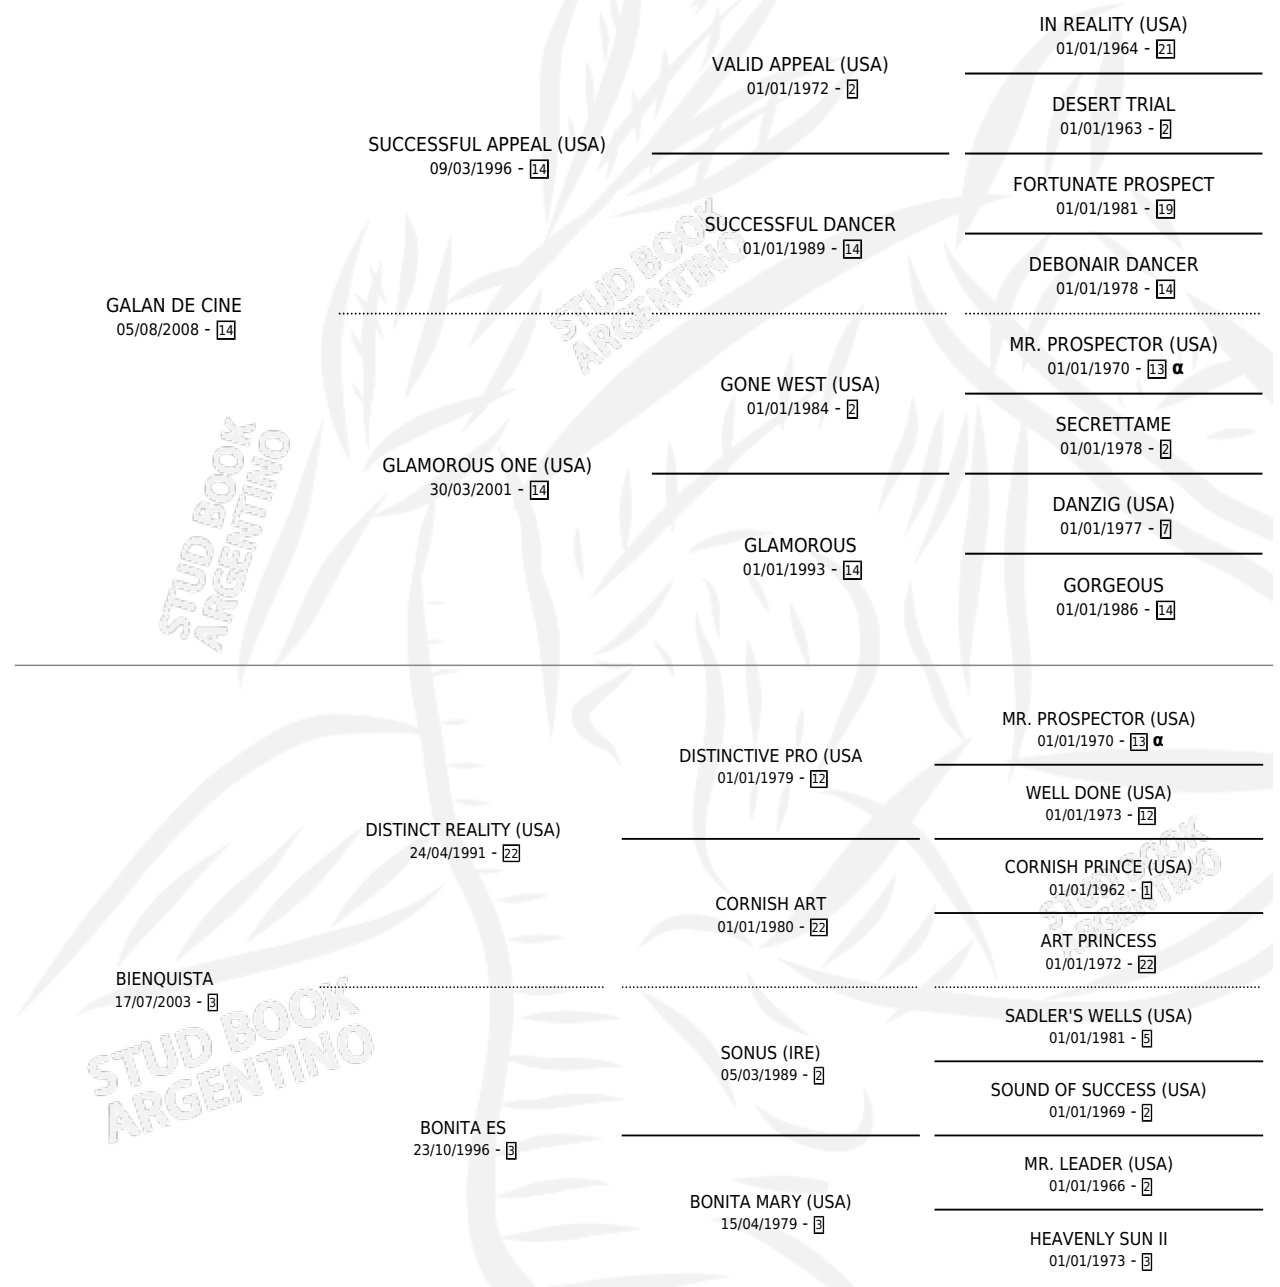 IN REALITY (USA)
01/01/1964 - 21
VALID APPEAL (USA)
01/01/1972 - 2
DESERT TRIAL
01/01/1963 - 2
SUCCESSFUL APPEAL (USA)
09/03/1996 - 14
FORTUNATE PROSPECT
01/01/1981 - 19
SUCCESSFUL DANCER
01/01/1989 - 14
DEBONAIR DANCER
01/01/1978 - 14
STUD BOOK
ARGENTINO
GALAN DE CINE
05/08/2008 - 14
MR. PROSPECTOR (USA)
01/01/1970 - 13 α
GONE WEST (USA)
01/01/1984 - 2
SECRETTAME
01/01/1978 - 2
GLAMOROUS ONE (USA)
30/03/2001 - 14
DANZIG (USA)
01/01/1977 - 7
GLAMOROUS
01/01/1993 - 14
GORGEOUS
01/01/1986 - 14
STUD BOOK
ARGENTINO
MR. PROSPECTOR (USA)
01/01/1970 - 13 α
DISTINCTIVE PRO (USA
01/01/1979 - 12
WELL DONE (USA)
01/01/1973 - 12
DISTINCT REALITY (USA)
24/04/1991 - 22
CORNISH PRINCE (USA)
01/01/1962 - 1
CORNISH ART
01/01/1980 - 22
ART PRINCESS
01/01/1972 - 22
STUD BOOK
ARGENTINO
BIENQUISTA
17/07/2003 - 3
SADLER'S WELLS (USA)
01/01/1981 - 5
SONUS (IRE)
05/03/1989 - 2
SOUND OF SUCCESS (USA)
01/01/1969 - 2
STUD BOOK
ARGENTINO
BONITA ES
23/10/1996 - 3
MR. LEADER (USA)
01/01/1966 - 2
BONITA MARY (USA)
15/04/1979 - 3
HEAVENLY SUN II
01/01/1973 - 3